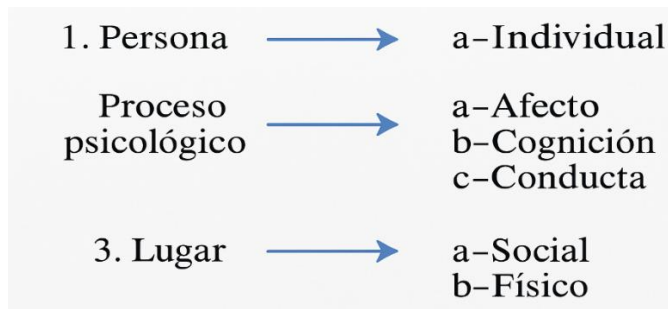 1. Persona
a-Individual
Proceso
psicológico
a-Afecto
b-Cognición
c-Conducta
3. Lugar
a-Social
b-Físico